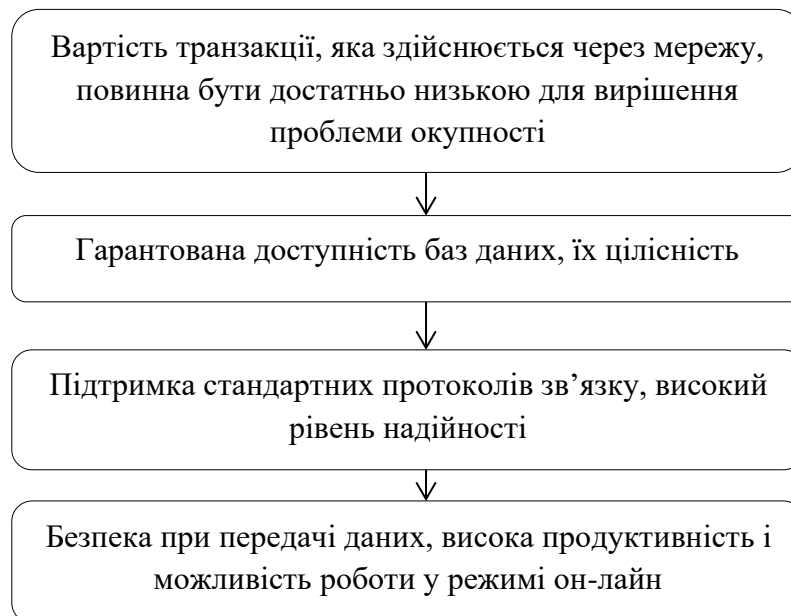 Вартість транзакції, яка здійснюється через мережу,
повинна бути достатньо низькою для вирішення
проблеми окупності
Гарантована доступність баз даних, їх цілісність
Підтримка стандартних протоколів зв’язку, високий
рівень надійності
Безпека при передачі даних, висока продуктивність і
можливість роботи у режимі он-лайн